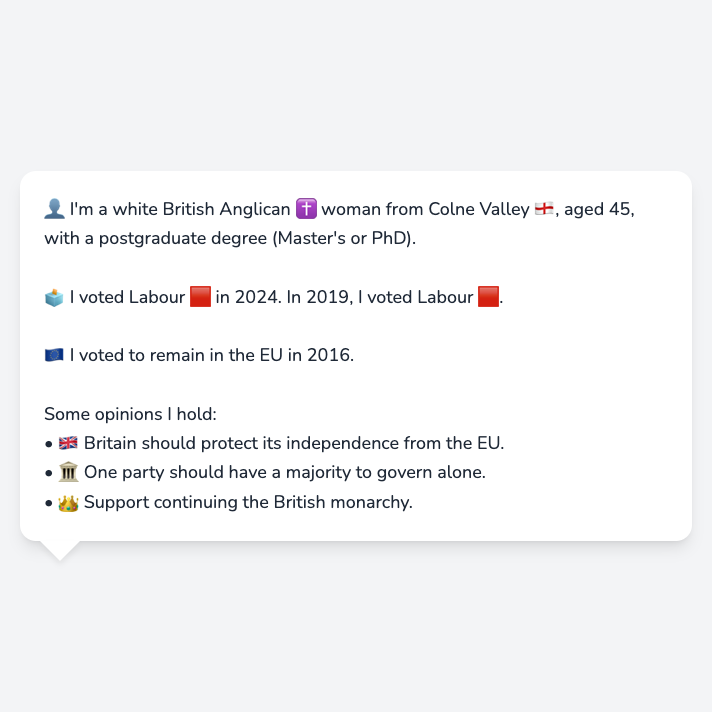 👤 I'm a white British Anglican ✝️ woman from Colne Valley 🏴󠁧󠁢󠁥󠁮󠁧󠁿, aged 45,
with a postgraduate degree (Master's or PhD).
🗳️ I voted Labour 🟥 in 2024. In 2019, I voted Labour 🟥.
🇪🇺 I voted to remain in the EU in 2016.
Some opinions I hold:
• 🇬🇧 Britain should protect its independence from the EU.
• 🏛️ One party should have a majority to govern alone.
• 👑 Support continuing the British monarchy.